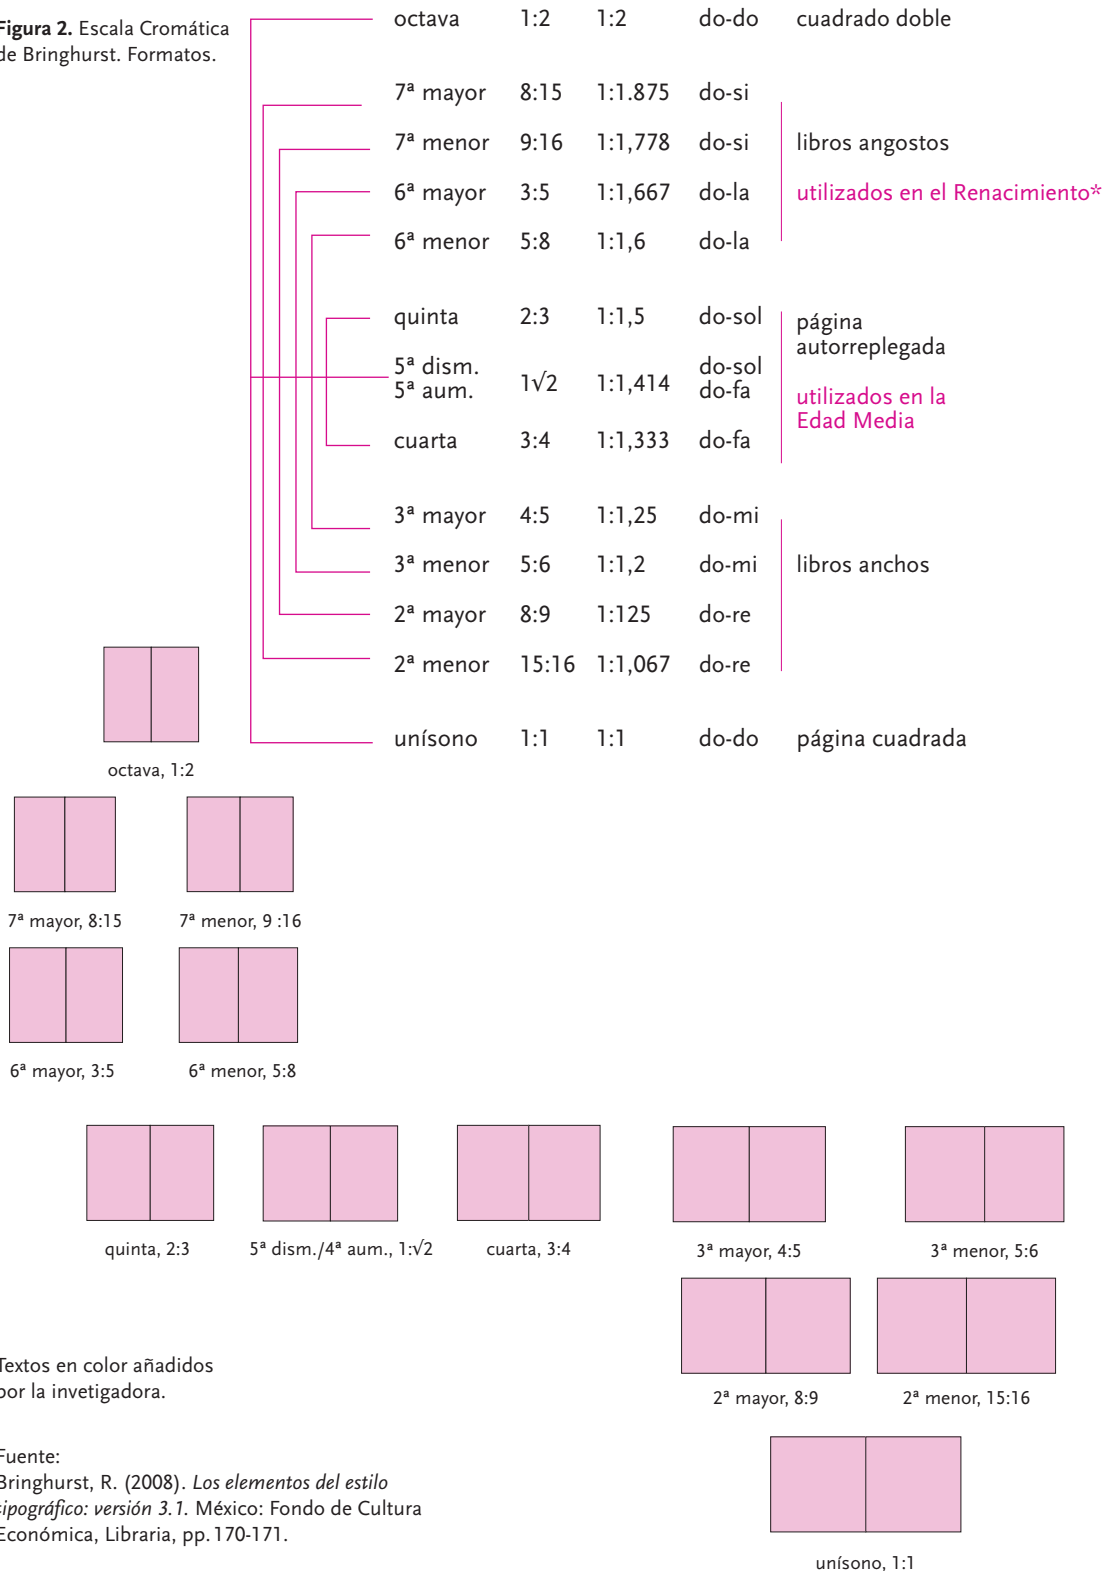 Figura 2. Escala Cromática
de Bringhurst. Formatos.
octava 1:2 1:2 do-do cuadrado doble
7ª mayor 8:15 1:1.875 do-si
7ª menor 9:16 1:1,778 do-si libros angostos
6ª mayor 3:5 1:1,667 do-la utilizados en el Renacimiento*
6ª menor 5:8 1:1,6 do-la
quinta 2:3 1:1,5 do-sol página
autorreplegada
5ª dism. do-sol
5ª aum. 1√2 1:1,414 do-fa
utilizados en la
Edad Media
cuarta 3:4 1:1,333 do-fa
3ª mayor 4:5 1:1,25 do-mi
3ª menor 5:6 1:1,2 do-mi libros anchos
2ª mayor 8:9 1:125 do-re
2ª menor 15:16 1:1,067 do-re
unísono 1:1 1:1 do-do página cuadrada
octava, 1:2
7ª mayor, 8:15 7ª menor, 9 :16
6ª mayor, 3:5 6ª menor, 5:8
quinta, 2:3 5ª dism./4ª aum., 1:√2 cuarta, 3:4 3ª mayor, 4:5 3ª menor, 5:6
2ª mayor, 8:9 2ª menor, 15:16
unísono, 1:1
Textos en color añadidos
por la invetigadora.
Fuente:
Bringhurst, R. (2008). Los elementos del estilo
tipográfico: versión 3.1. México: Fondo de Cultura
Económica, Libraria, pp. 170-171.